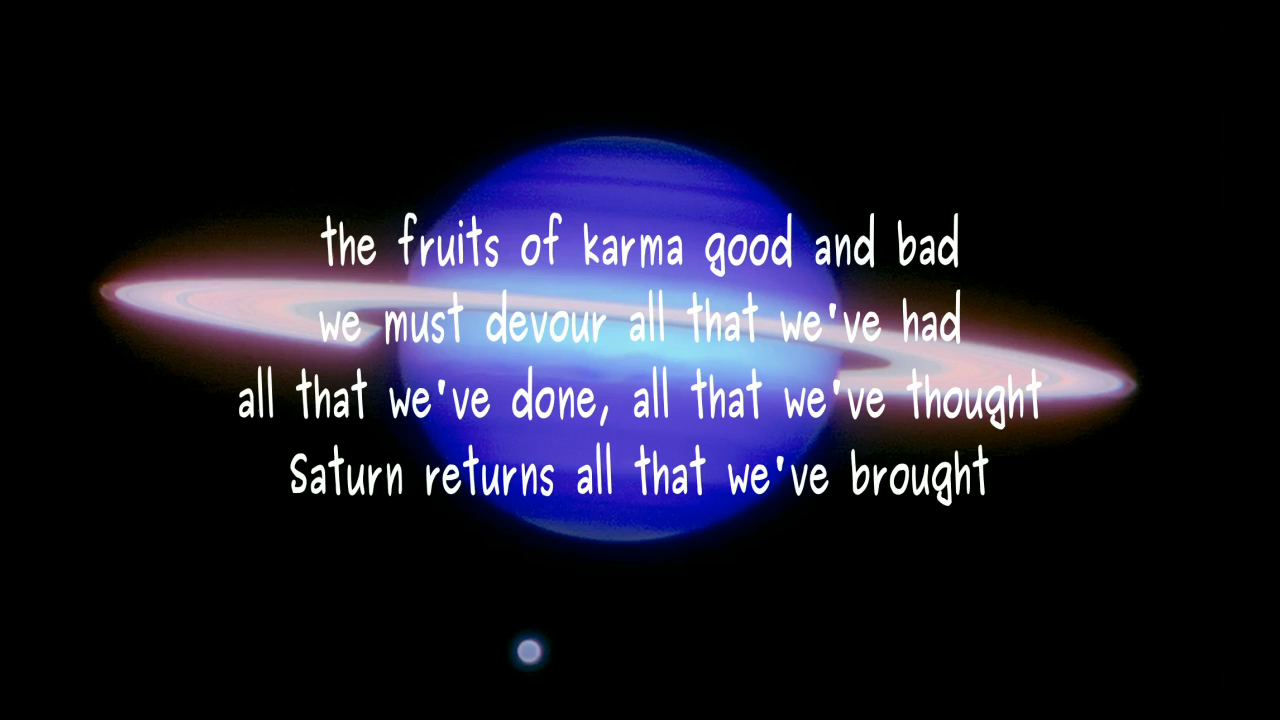 the fruits of karma good and bad
we must devour all that we've had
all that we've done, all that we've thought
Saturn returns all that we've brought